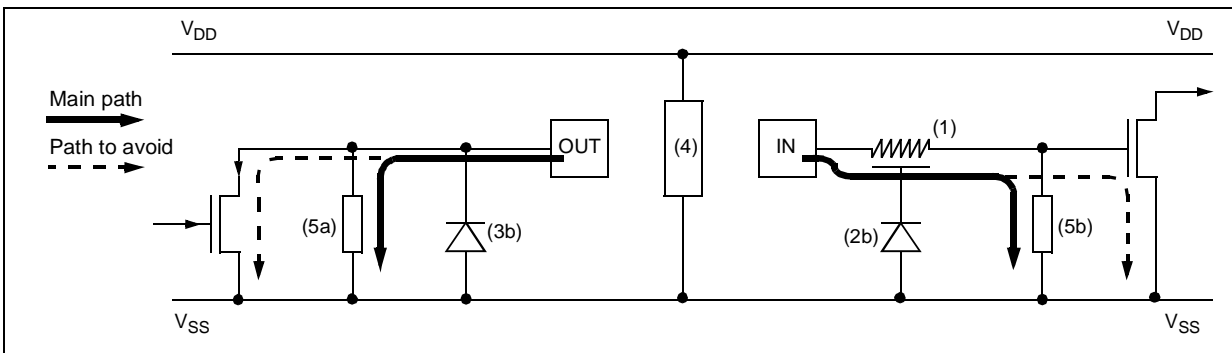 VDD VDD
Main path
Path to avoid
OUT (4) IN (1)
(5a) (3b) (2b) (5b)
VSS VSS